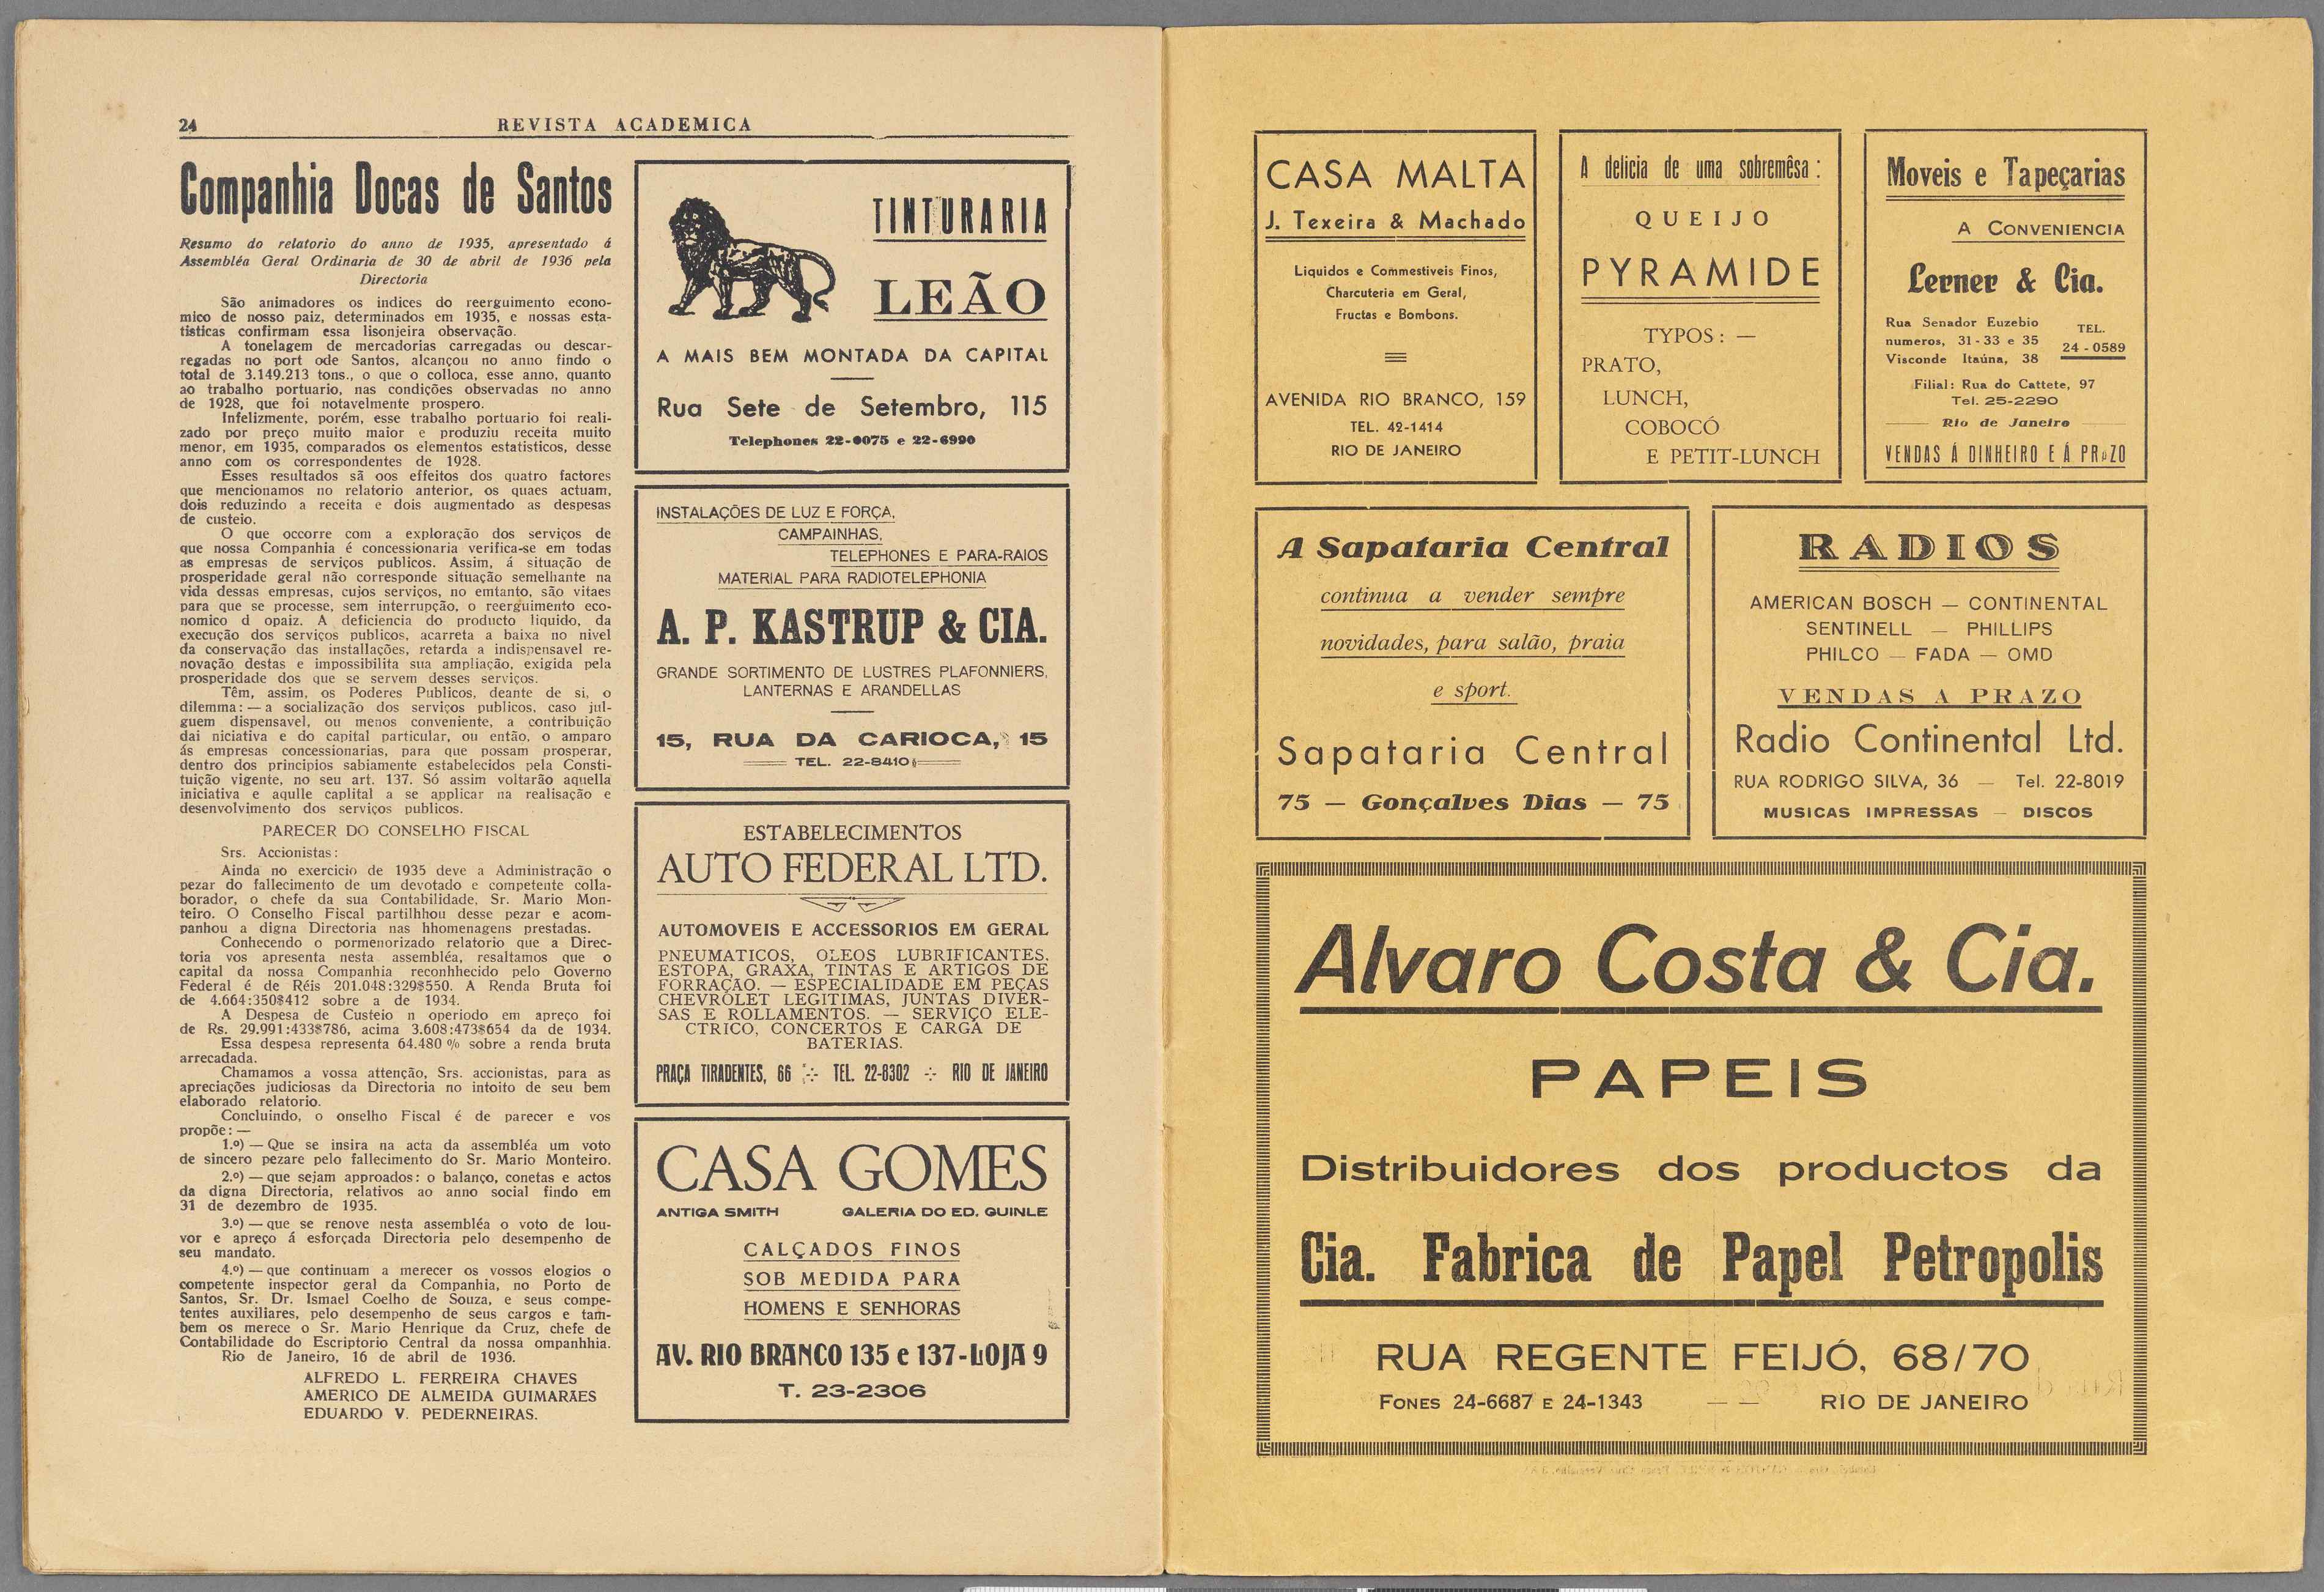 24
REVISTA ACADEMICA
Companhia Docas de Santos
Resumo do relatorio do anno de 1935, apresentado á
Assembléa Geral Ordinaria de 30 de abril de 1936 pela
Directoria
São animadores os indices do reerguimento econo-
mico de nosso paiz, determinados em 1935, e nossas esta-
tisticas confirmam essa lisonjeira observação.
A tonelagem de mercadorias carregadas ou descar-
regadas no port ode Santos, alcançou no anno findo o
total de 3.149.213 tons., o que o colloca, esse anno, quanto
ao trabalho portuario, nas condições observadas no anno
de 1928, que foi notavelmente prospero.
Infelizmente, porém, esse trabalho portuario foi reali-
zado por preço muito maior e produziu receita muito
menor, em 1935, comparados os elementos estatisticos, desse
anno com os correspondentes de 1928.
Esses resultados sã oos effeitos dos quatro factores
que mencionamos no relatorio anterior, os quaes actuam,
dois reduzindo a receita e dois augmentado as despesas
de custeio.
O que occorre com a exploração dos serviços de
que nossa Companhia é concessionaria verifica-se em todas
as empresas de serviços publicos. Assim, á situação de
prosperidade geral não corresponde situação semelhante na
vida dessas empresas, cujos serviços, no emtanto, são vitaes
para que se processe, sem interrupção, o reerguimento eco-
nomico d opaiz. A deficiencia do producto liquido, da
execução dos serviços publicos, acarreta a baixa no nivel
da conservação das installações, retarda a indispensavel re-
novação destas e impossibilita sua ampliação, exigida pela
prosperidade dos que se servem desses serviços.
Têm, assim, os Poderes Publicos, deante de si, o
dilemma: — a socialização dos serviços publicos, caso jul-
guem dispensavel, ou menos conveniente, a contribuição
dai niciativa e do capital particular, ou então, o amparo
ás empresas concessionarias, para que possam prosperar,
dentro dos principios sabiamente estabelecidos pela Consti-
tuição vigente, no seu art. 137. Só assim voltarão aquella
iniciativa e aqulle caplital a se applicar na realisação e
desenvolvimento dos serviços publicos.
PARECER DO CONSELHO FISCAL
Srs. Accionistas:
Ainda no exercicio de 1935 deve a Administração o
pezar do fallecimento de um devotado e competente colla-
borador, o chefe da sua Contabilidade, Sr. Mario Mon-
teiro. O Conselho Fiscal partilhhou desse pezar e acom-
panhou a digna Directoria nas hhomenagens prestadas.
Conhecendo o pormenorizado relatorio que a Direc-
toria vos apresenta nesta assembléa, resaltamos que o
capital da nossa Companhia reconhhecido pelo Governo
Federal é de Réis 201.048:329$550. A Renda Bruta foi
de 4.664:350$412 sobre a de 1934.
A Despesa de Custeio n operiodo em apreço foi
de Rs. 29.991:433$786, acima 3.608:473$654 da de 1934.
Essa despesa representa 64.480 % sobre a renda bruta
arrecadada.
Chamamos a vossa attenção, Srs. accionistas, para as
apreciações judiciosas da Directoria no intoito de seu bem
elaborado relatorio.
Concluindo, o onselho Fiscal é de parecer e vos
propõe: —
1.º) — Que se insira na acta da assembléa um voto
de sincero pezare pelo fallecimento do Sr. Mario Monteiro.
2.º) — que sejam approados: o balanço, conetas e actos
da digna Directoria, relativos ao anno social findo em
31 de dezembro de 1935.
3.º) — que se renove nesta assembléa o voto de lou-
vor e apreço á esforçada Directoria pelo desempenho de
seu mandato.
4.º) — que continuam a merecer os vossos elogios o
competente inspector geral da Companhia, no Porto de
Santos, Sr. Dr. Ismael Coelho de Souza, e seus compe-
tentes auxiliares, pelo desempenho de seus cargos e tam-
bem os merece o Sr. Mario Henrique da Cruz, chefe de
Contabilidade do Escriptorio Central da nossa ompanhhia.
Rio de Janeiro, 16 de abril de 1936.
ALFREDO L. FERREIRA CHAVES
AMERICO DE ALMEIDA GUIMARÃES
EDUARDO V. PEDERNEIRAS.
TINTURARIA
LEÃO
A MAIS BEM MONTADA DA CAPITAL
Rua Sete de Setembro, 115
Telephones 22-0075 e 22-6990
INSTALAÇÕES DE LUZ E FORÇA,
CAMPAINHAS,
TELEPHONES E PARA-RAIOS
MATERIAL PARA RADIOTELEPHONIA
A. P. KASTRUP & CIA.
GRANDE SORTIMENTO DE LUSTRES PLAFONNIERS,
LANTERNAS E ARANDELLAS
15, RUA DA CARIOCA, 15
TEL. 22-8410
ESTABELECIMENTOS
AUTO FEDERAL LTD.
AUTOMOVEIS E ACCESSORIOS EM GERAL
PNEUMATICOS, OLEOS LUBRIFICANTES,
ESTOPA, GRAXA, TINTAS E ARTIGOS DE
FORRAÇÃO. — ESPECIALIDADE EM PEÇAS
CHEVROLET LEGITIMAS, JUNTAS DIVER-
SAS E ROLLAMENTOS. — SERVIÇO ELE-
CTRICO, CONCERTOS E CARGA DE
BATERIAS.
PRAÇA TIRADENTES, 66 ·:· TEL. 22-8302 ·:· RIO DE JANEIRO
CASA GOMES
ANTIGA SMITH GALERIA DO ED. GUINLE
CALÇADOS FINOS
SOB MEDIDA PARA
HOMENS E SENHORAS
AV. RIO BRANCO 135 e 137-LOJA 9
T. 23-2306
CASA MALTA
J. Texeira & Machado
Liquidos e Commestiveis Finos,
Charcuteria em Geral,
Fructas e Bombons.
AVENIDA RIO BRANCO, 159
TEL. 42-1414
RIO DE JANEIRO
A delicia de uma sobremêsa:
QUEIJO
PYRAMIDE
TYPOS: —
PRATO,
LUNCH,
COBOCÓ
E PETIT-LUNCH
Moveis e Tapeçarias
A CONVENIENCIA
Lerner & Cia.
Rua Senador Euzebio
numeros, 31-33 e 35
Visconde Itaúna, 38
TEL.
24-0589
Filial: Rua do Cattete, 97
Tel. 25-2290
Rio de Janeiro
VENDAS Á DINHEIRO E Á PRAZO
A Sapataria Central
continua a vender sempre
novidades, para salão, praia
e sport.
Sapataria Central
75 — Gonçalves Dias — 75
RADIOS
AMERICAN BOSCH — CONTINENTAL
SENTINELL — PHILLIPS
PHILCO — FADA — OMD
VENDAS A PRAZO
Radio Continental Ltd.
RUA RODRIGO SILVA, 36 — Tel. 22-8019
MUSICAS IMPRESSAS — DISCOS
Alvaro Costa & Cia.
PAPEIS
Distribuidores dos productos da
Cia. Fabrica de Papel Petropolis
RUA REGENTE FEIJÓ, 68/70
FONES 24-6687 E 24-1343 — — RIO DE JANEIRO